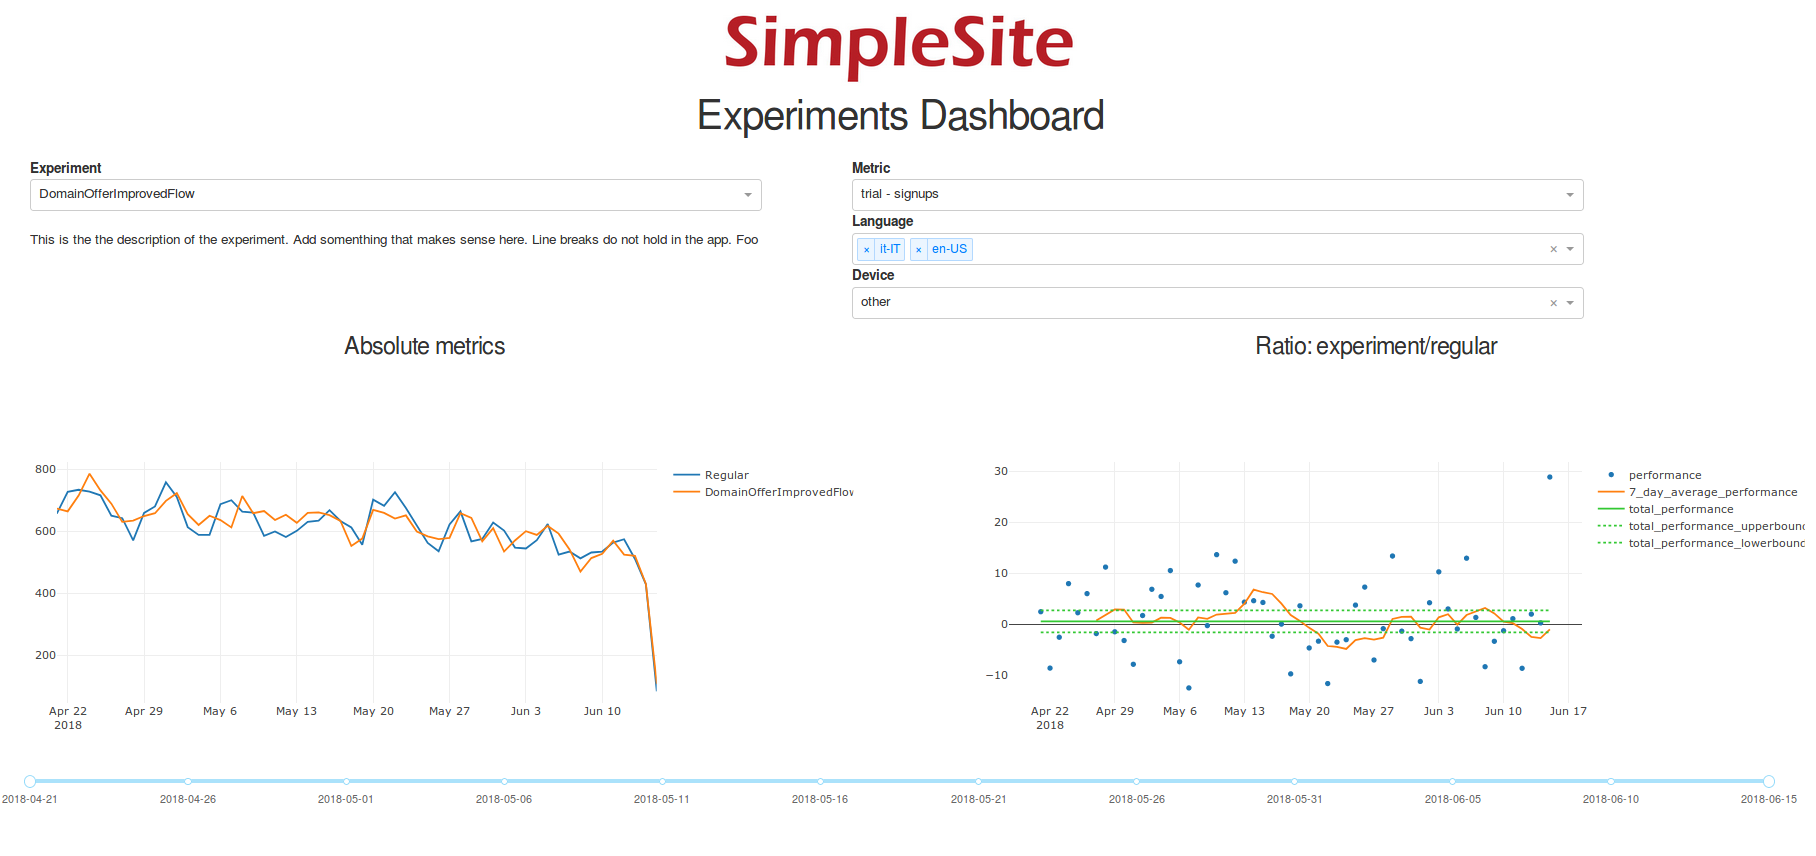 SimpleSite
Experiments Dashboard
Experiment
DomainOfferImprovedFlow
This is the the description of the experiment. Add somenthing that makes sense here. Line breaks do not hold in the app. Foo
Metric
trial - signups
Language
× it-IT × en-US
×
Device
other
×
Absolute metrics
800
600
400
200
Apr 22
2018
Apr 29
May 6
May 13
May 20
May 27
Jun 3
Jun 10
Regular
DomainOfferImprovedFlov
Ratio: experiment/regular
30
20
10
0
−10
Apr 22
2018
Apr 29
May 6
May 13
May 20
May 27
Jun 3
Jun 10
Jun 17
performance
7_day_average_performance
total_performance
total_performance_upperbound
total_performance_lowerbound
2018-04-21
2018-04-26
2018-05-01
2018-05-06
2018-05-11
2018-05-16
2018-05-21
2018-05-26
2018-05-31
2018-06-05
2018-06-10
2018-06-15